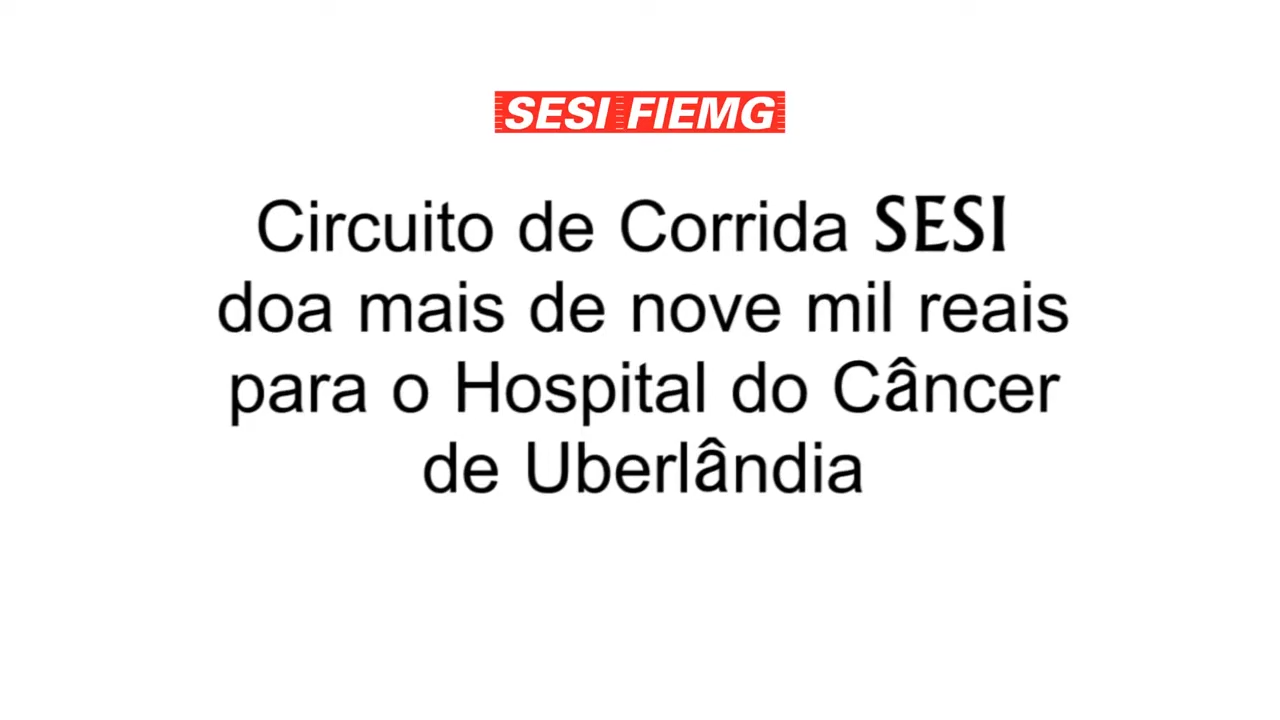 SESI FIEMG
Circuito de Corrida SESI
doa mais de nove mil reais
para o Hospital do Câncer
de Uberlândia